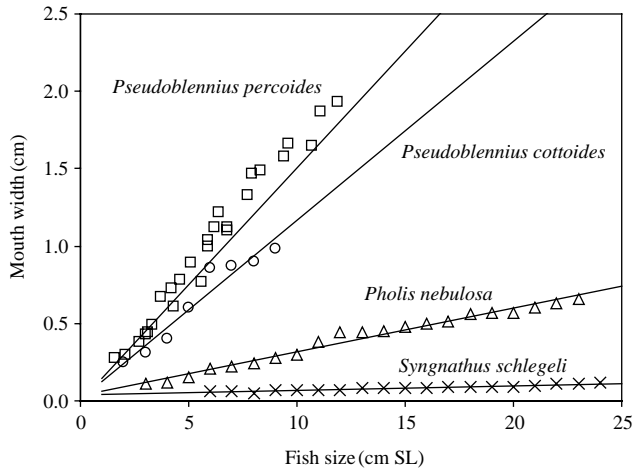 2.5
2.0
1.5
1.0
0.5
0.0
Mouth width (cm)
Pseudoblennius percoides
Pseudoblennius cottoides
Pholis nebulosa
Syngnathus schlegeli
0 5 10 15 20 25
Fish size (cm SL)